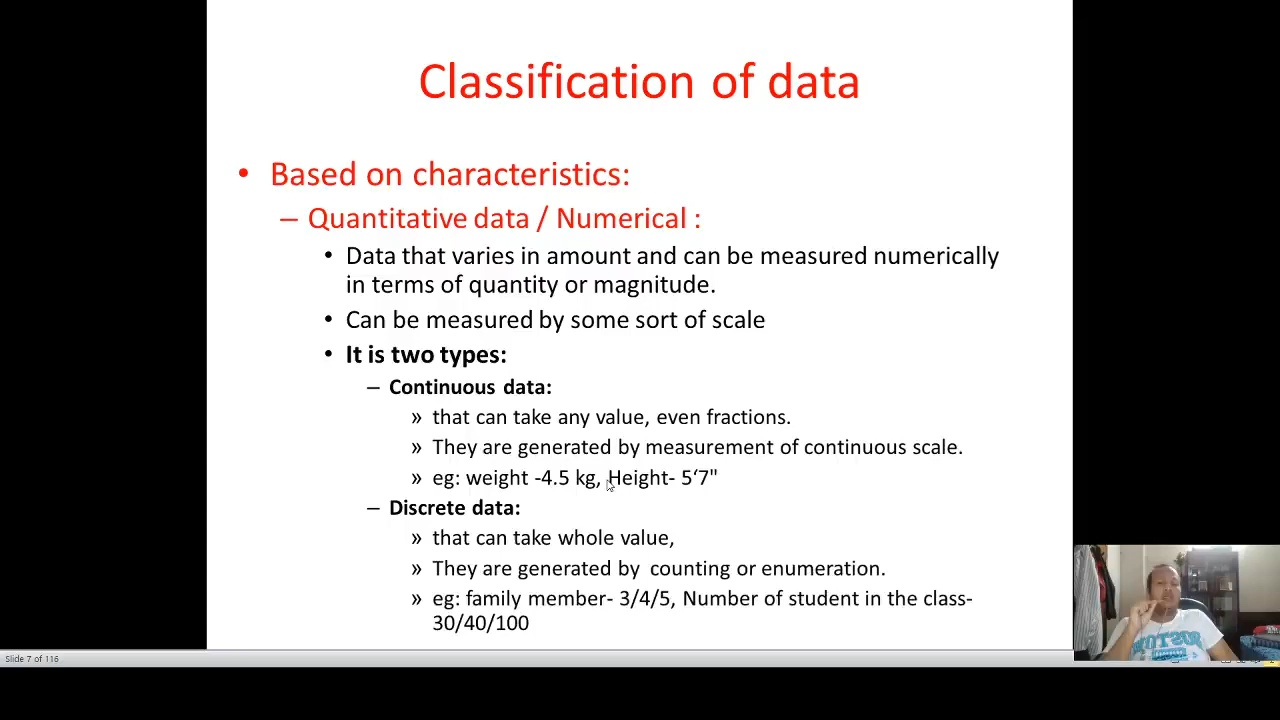 Classification of data
• Based on characteristics:
– Quantitative data / Numerical :
• Data that varies in amount and can be measured numerically
in terms of quantity or magnitude.
• Can be measured by some sort of scale
• It is two types:
– Continuous data:
» that can take any value, even fractions.
» They are generated by measurement of continuous scale.
» eg: weight -4.5 kg, Height- 5‘7"
– Discrete data:
» that can take whole value,
» They are generated by counting or enumeration.
» eg: family member- 3/4/5, Number of student in the class-
30/40/100
Slide 7 of 116